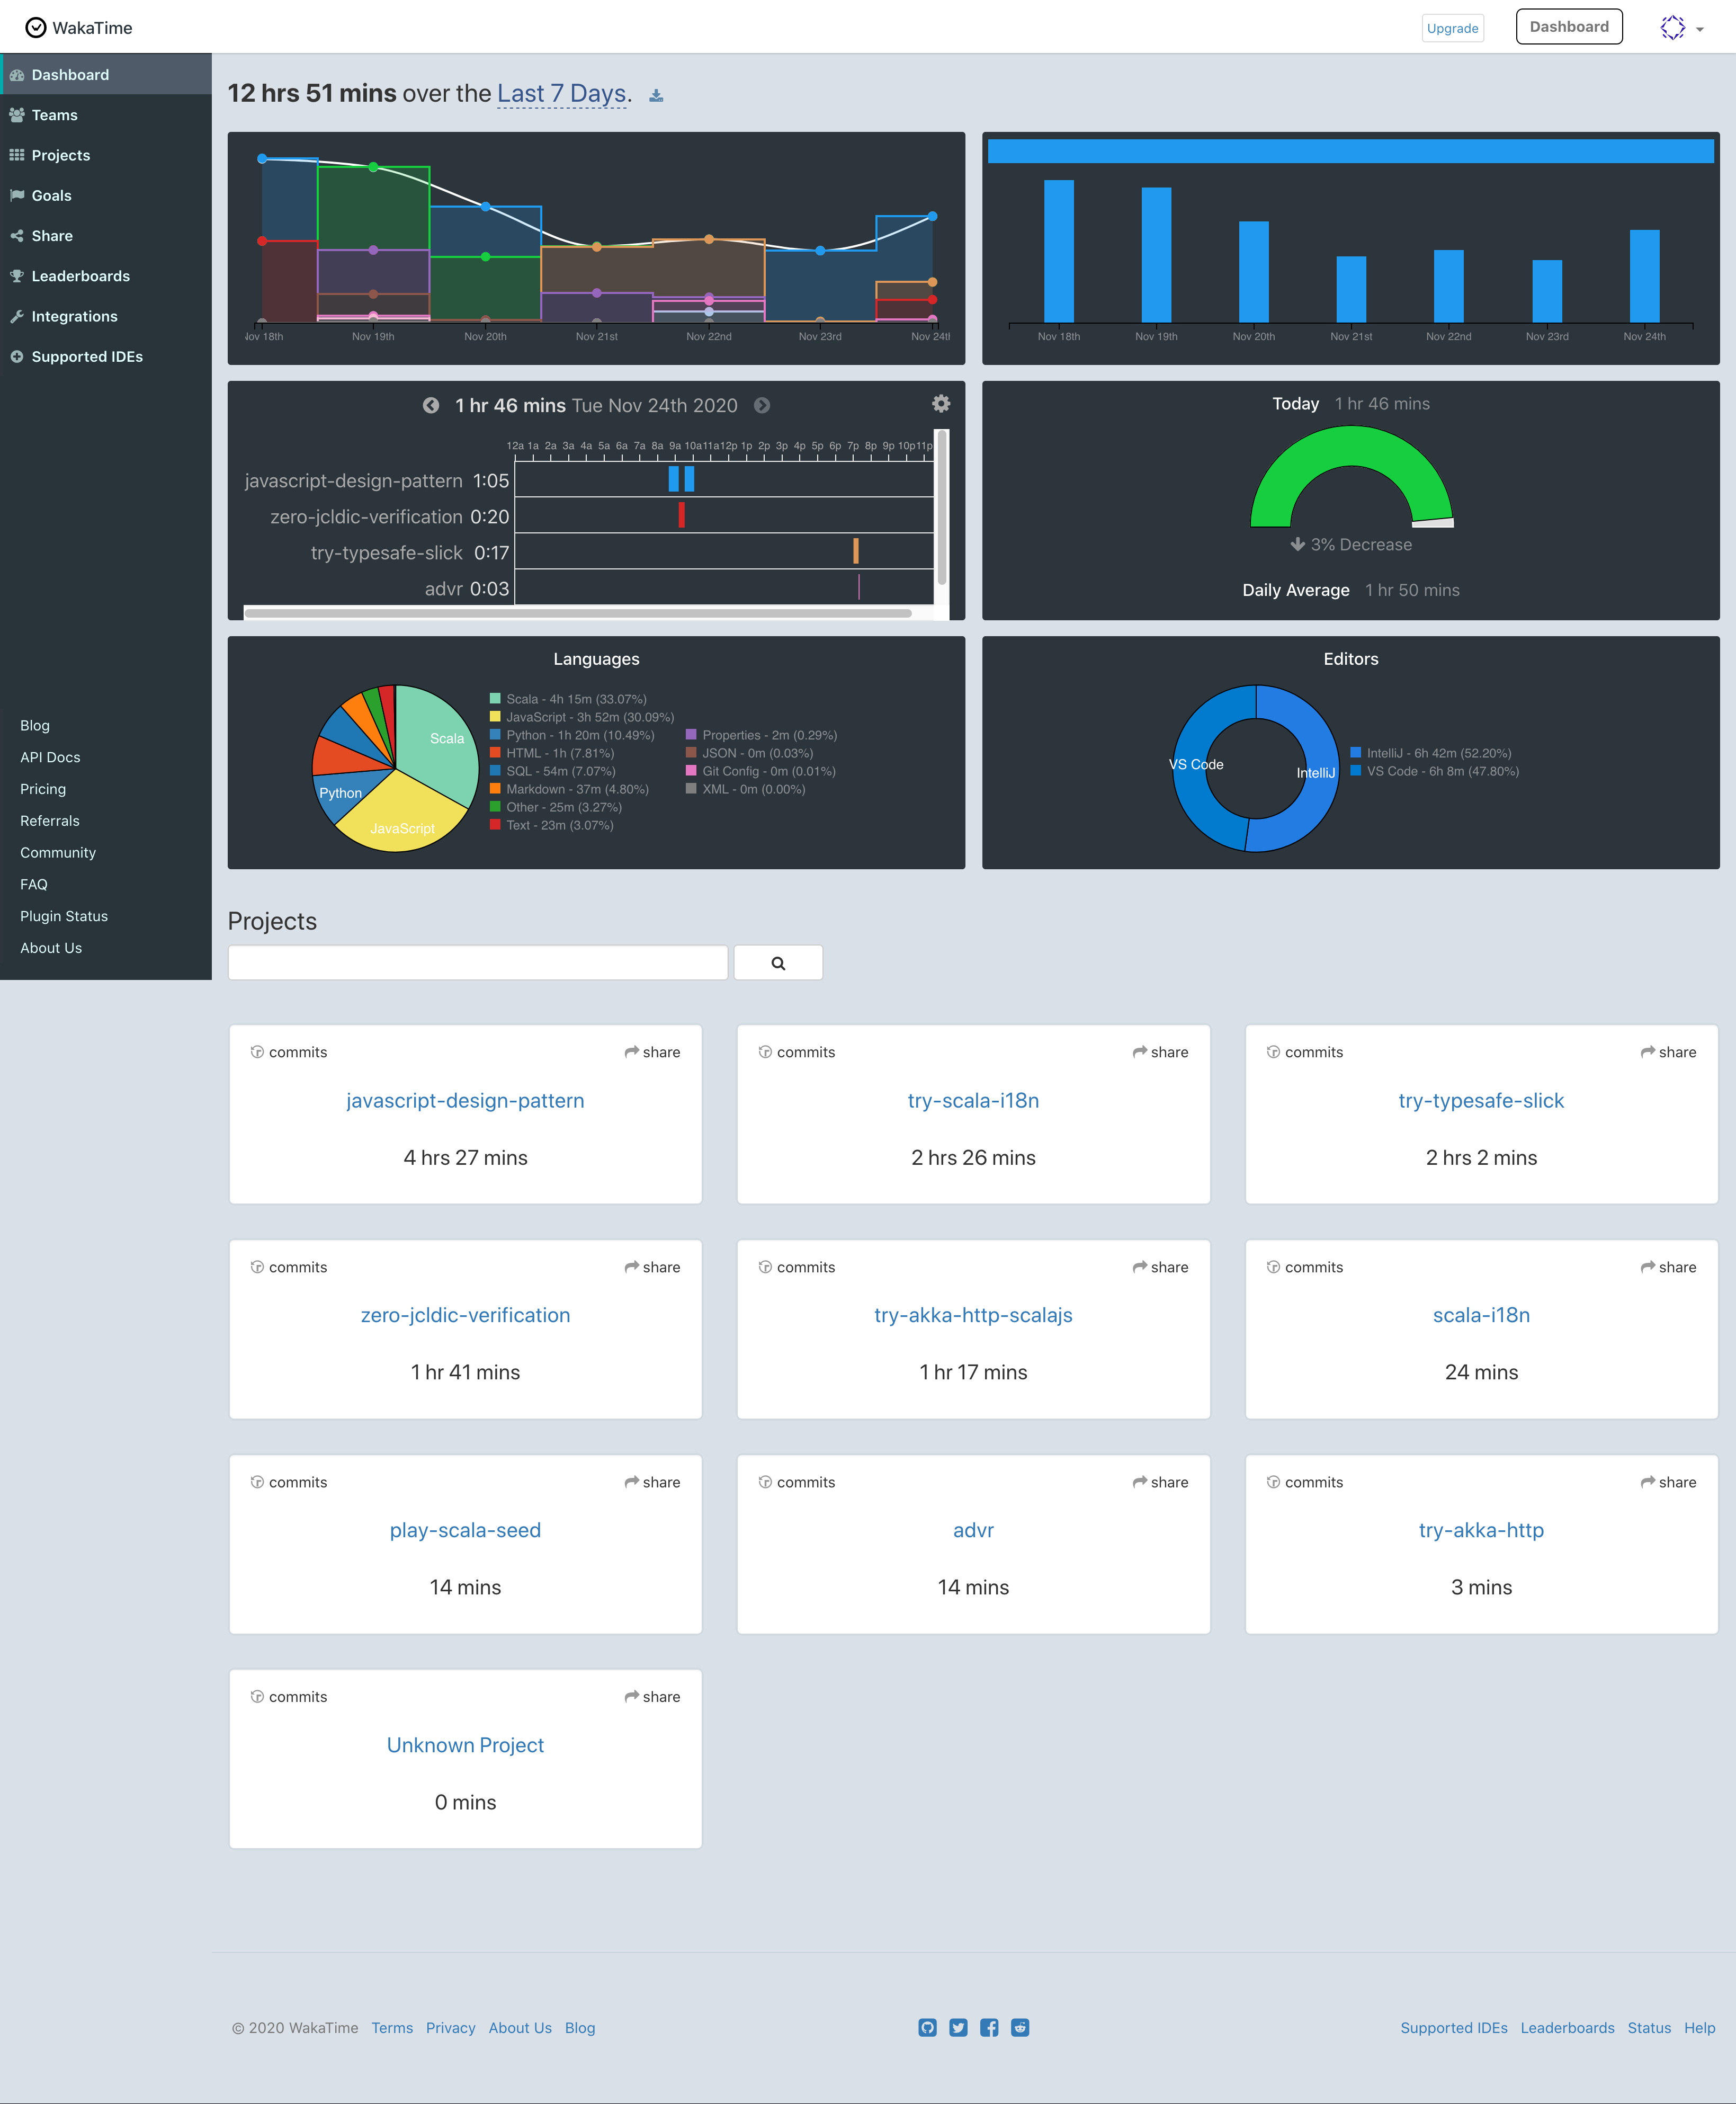 WakaTime
Upgrade
Dashboard
Dashboard
Teams
Projects
Goals
Share
Leaderboards
Integrations
Supported IDEs
Blog
API Docs
Pricing
Referrals
Community
FAQ
Plugin Status
About Us
12 hrs 51 mins over the Last 7 Days.
Nov 19th Nov 20th Nov 21st Nov 22nd Nov 23rd
Nov 18th Nov 19th Nov 20th Nov 21st Nov 22nd Nov 23rd Nov 24th
1 hr 46 mins Tue Nov 24th 2020
12a 1a 2a 3a 4a 5a 6a 7a 8a 9a 10a 11a 12p 1p 2p 3p 4p 5p 6p 7p 8p 9p 10p 11p
javascript-design-pattern 1:05
zero-jcldic-verification 0:20
try-typesafe-slick 0:17
advr 0:03
Today 1 hr 46 mins
3% Decrease
Daily Average 1 hr 50 mins
Languages
Scala
Python
JavaScript
Scala - 4h 15m (33.07%)
JavaScript - 3h 52m (30.09%)
Python - 1h 20m (10.49%)
HTML - 1h (7.81%)
SQL - 54m (7.07%)
Markdown - 37m (4.80%)
Other - 25m (3.27%)
Text - 23m (3.07%)
Properties - 2m (0.29%)
JSON - 0m (0.03%)
Git Config - 0m (0.01%)
XML - 0m (0.00%)
Editors
VS Code
IntelliJ
IntelliJ - 6h 42m (52.20%)
VS Code - 6h 8m (47.80%)
Projects
commits share
javascript-design-pattern
4 hrs 27 mins
commits share
try-scala-i18n
2 hrs 26 mins
commits share
try-typesafe-slick
2 hrs 2 mins
commits share
zero-jcldic-verification
1 hr 41 mins
commits share
try-akka-http-scalajs
1 hr 17 mins
commits share
scala-i18n
24 mins
commits share
play-scala-seed
14 mins
commits share
advr
14 mins
commits share
try-akka-http
3 mins
commits share
Unknown Project
0 mins
© 2020 WakaTime Terms Privacy About Us Blog
Supported IDEs Leaderboards Status Help